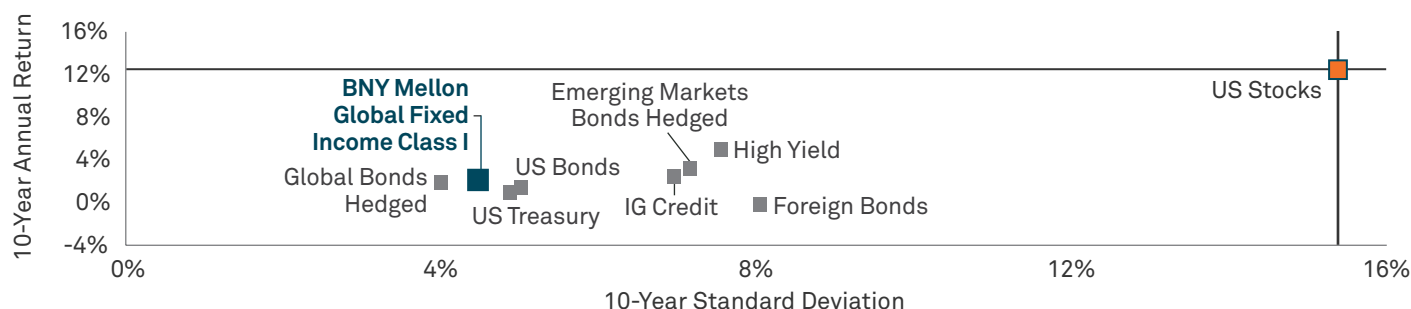 10-Year Annual Return
16%
12%
8%
4%
0%
-4%
BNY Mellon
Global Fixed
Income Class I
Emerging Markets
Bonds Hedged
US Stocks
High Yield
US Bonds
Global Bonds
Hedged
US Treasury
IG Credit
Foreign Bonds
0%
4%
8%
12%
16%
10-Year Standard Deviation